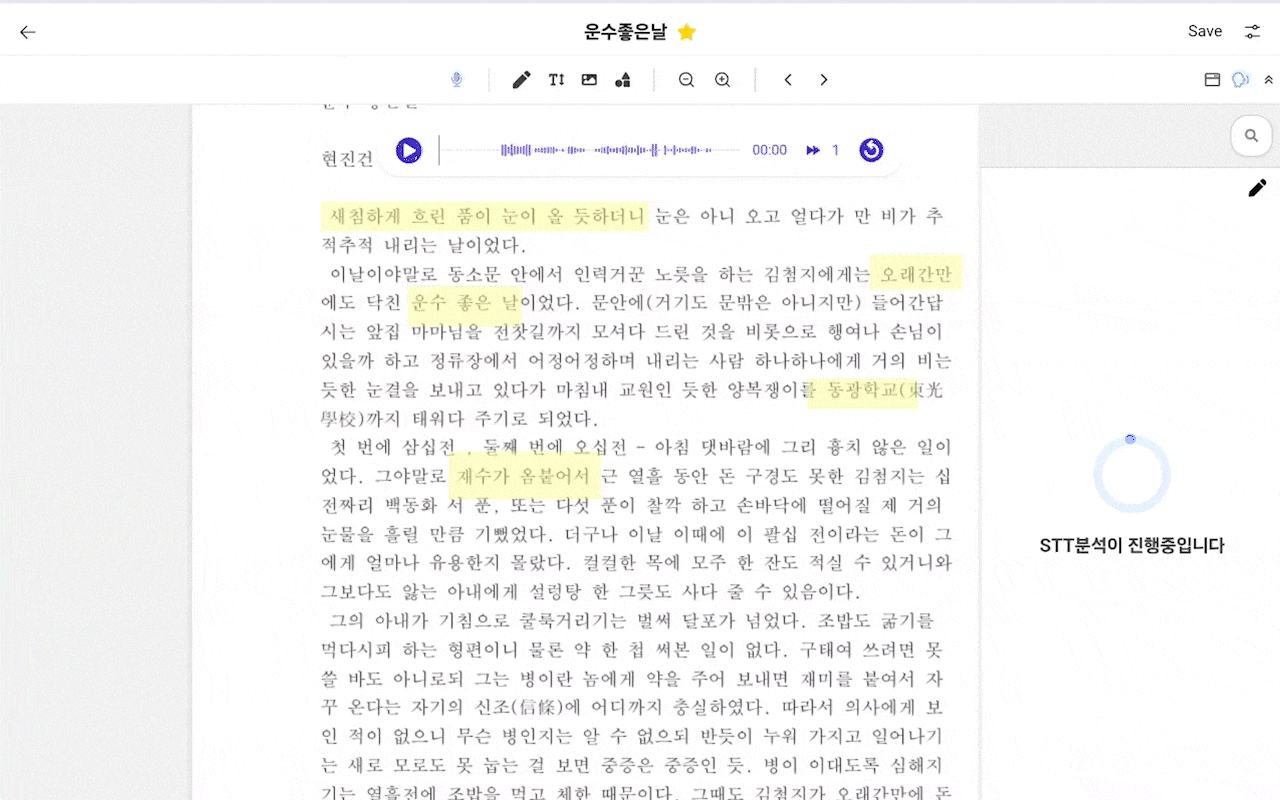 운수좋은날
Save
현진건
00:00
1
새침하게 흐린 품이 눈이 올 듯하더니 눈은 아니 오고 얼다가 만 비가 추
적추적 내리는 날이었다.
이날이야말로 동소문 안에서 인력거꾼 노릇을 하는 김첨지에게는 오래간만
에도 닥친 운수 좋은 날이었다. 문안에(거기도 문밖은 아니지만) 들어간답
시는 앞집 마마님을 전찻길까지 모셔다 드린 것을 비롯으로 행여나 손님이
있을까 하고 정류장에서 어정어정하며 내리는 사람 하나하나에게 거의 비는
듯한 눈결을 보내고 있다가 마침내 교원인 듯한 양복쟁이를 동광학교(東光
學校)까지 태워다 주기로 되었다.
첫 번에 삼십전 , 둘째 번에 오십전 - 아침 댓바람에 그리 흉치 않은 일이
었다. 그야말로 재수가 옴붙어서 근 열흘 동안 돈 구경도 못한 김첨지는 십
전짜리 백동화 서 푼, 또는 다섯 푼이 찰깍 하고 손바닥에 떨어질 제 거의
눈물을 흘릴 만큼 기뻤었다. 더구나 이날 이때에 이 팔십 전이라는 돈이 그
에게 얼마나 유용한지 몰랐다. 컬컬한 목에 모주 한 잔도 적실 수 있거니와
그보다도 앓는 아내에게 설렁탕 한 그릇도 사다 줄 수 있음이다.
그의 아내가 기침으로 쿨룩거리기는 벌써 달포가 넘었다. 조밥도 굶기를
먹다시피 하는 형편이니 물론 약 한 첩 써본 일이 없다. 구태여 쓰려면 못
쓸 바도 아니로되 그는 병이란 놈에게 약을 주어 보내면 재미를 붙여서 자
꾸 온다는 자기의 신조(信條)에 어디까지 충실하였다. 따라서 의사에게 보
인 적이 없으니 무슨 병인지는 알 수 없으되 반듯이 누워 가지고 일어나기
는 새로 모로도 못 눕는 걸 보면 중증은 중증인 듯. 병이 이대도록 심해지
기는 열흘전에 조밥을 먹고 체한 때문이다. 그때도 김첨지가 오래간만에 돈
STT분석이 진행중입니다